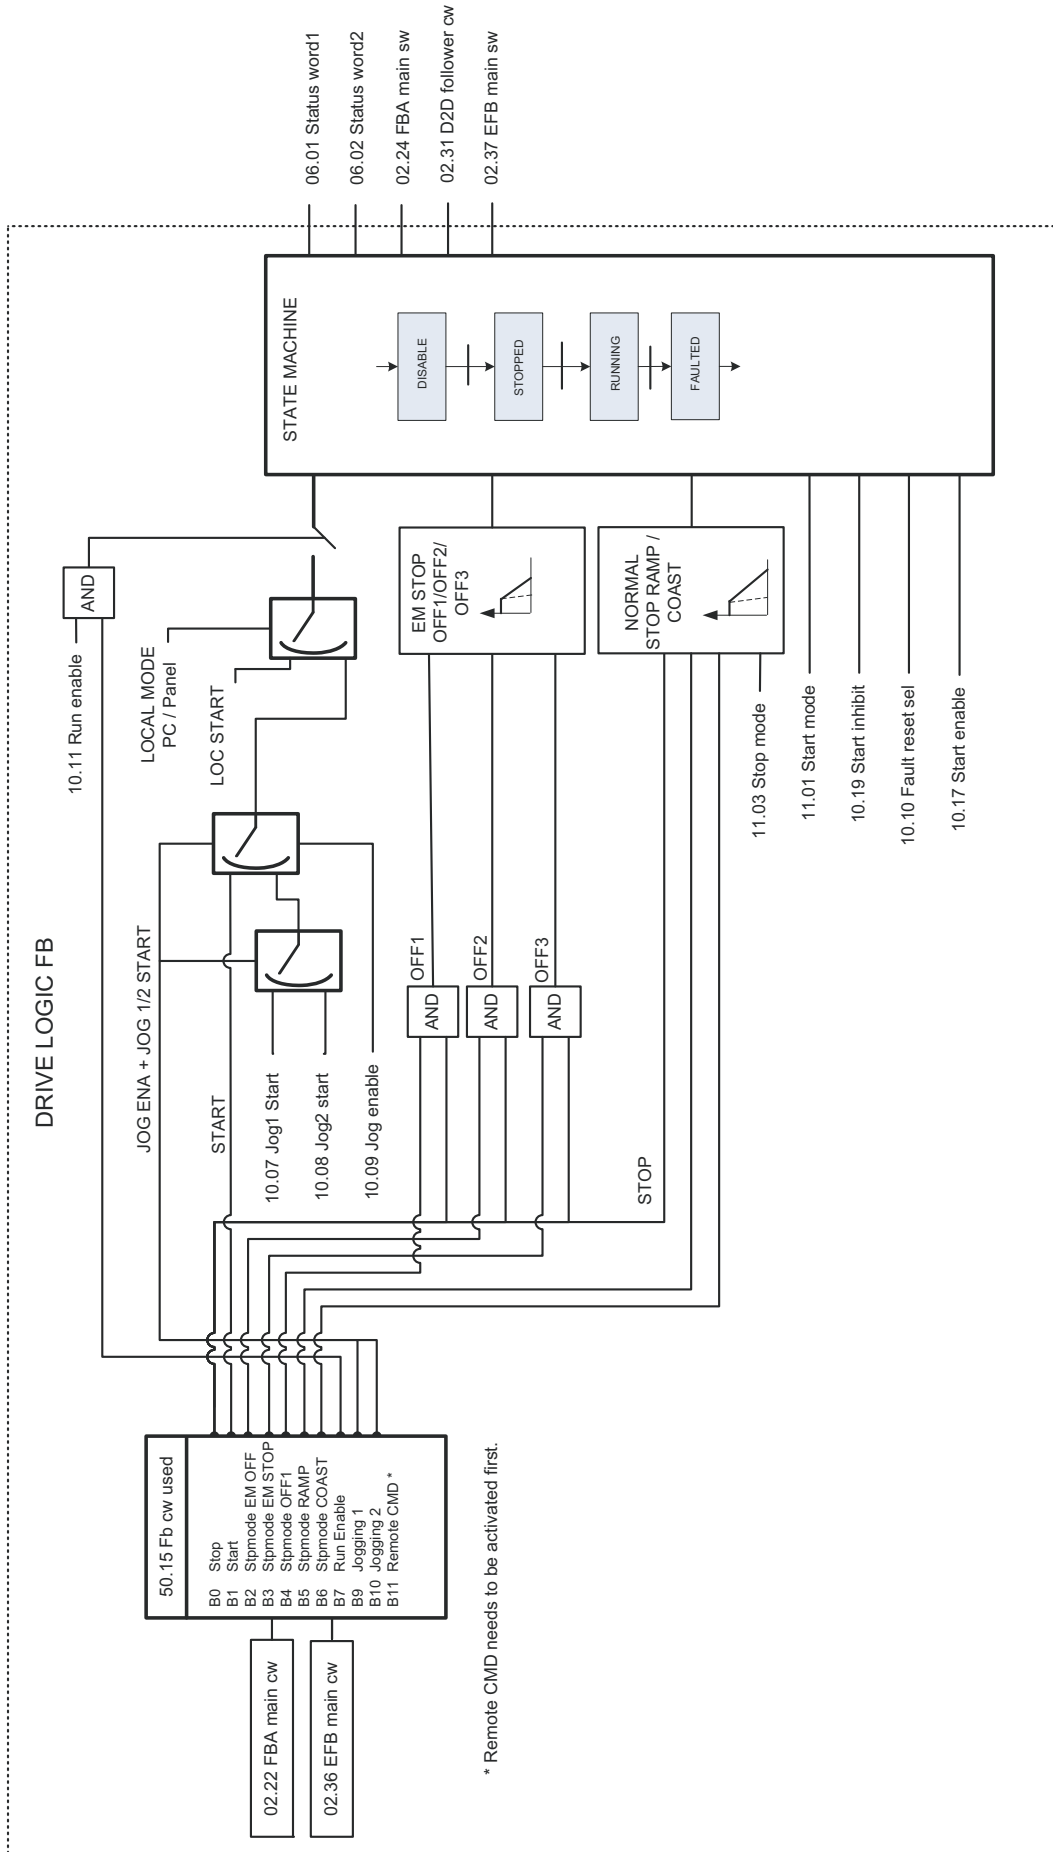 DRIVE LOGIC FB
50.15 Fb cw used
B0 Stop
B1 Start
B2 Stpmode EM OFF
B3 Stpmode EM STOP
B4 Stpmode OFF1
B5 Stpmode RAMP
B6 Stpmode COAST
B7 Run Enable
B9 Jogging 1
B10 Jogging 2
B11 Remote CMD *
02.22 FBA main cw
02.36 EFB main cw
* Remote CMD needs to be activated first.
JOG ENA + JOG 1/2 START
START
10.07 Jog1 Start
10.08 Jog2 start
10.09 Jog enable
OFF1
AND
OFF2
AND
OFF3
AND
STOP
10.11 Run enable
AND
LOCAL MODE
PC / Panel
LOC START
EM STOP
OFF1/OFF2/
OFF3
NORMAL
STOP RAMP /
COAST
11.03 Stop mode
11.01 Start mode
10.19 Start inhibit
10.10 Fault reset sel
10.17 Start enable
STATE MACHINE
DISABLE
STOPPED
RUNNING
FAULTED
06.01 Status word1
06.02 Status word2
02.24 FBA main sw
02.31 D2D follower cw
02.37 EFB main sw